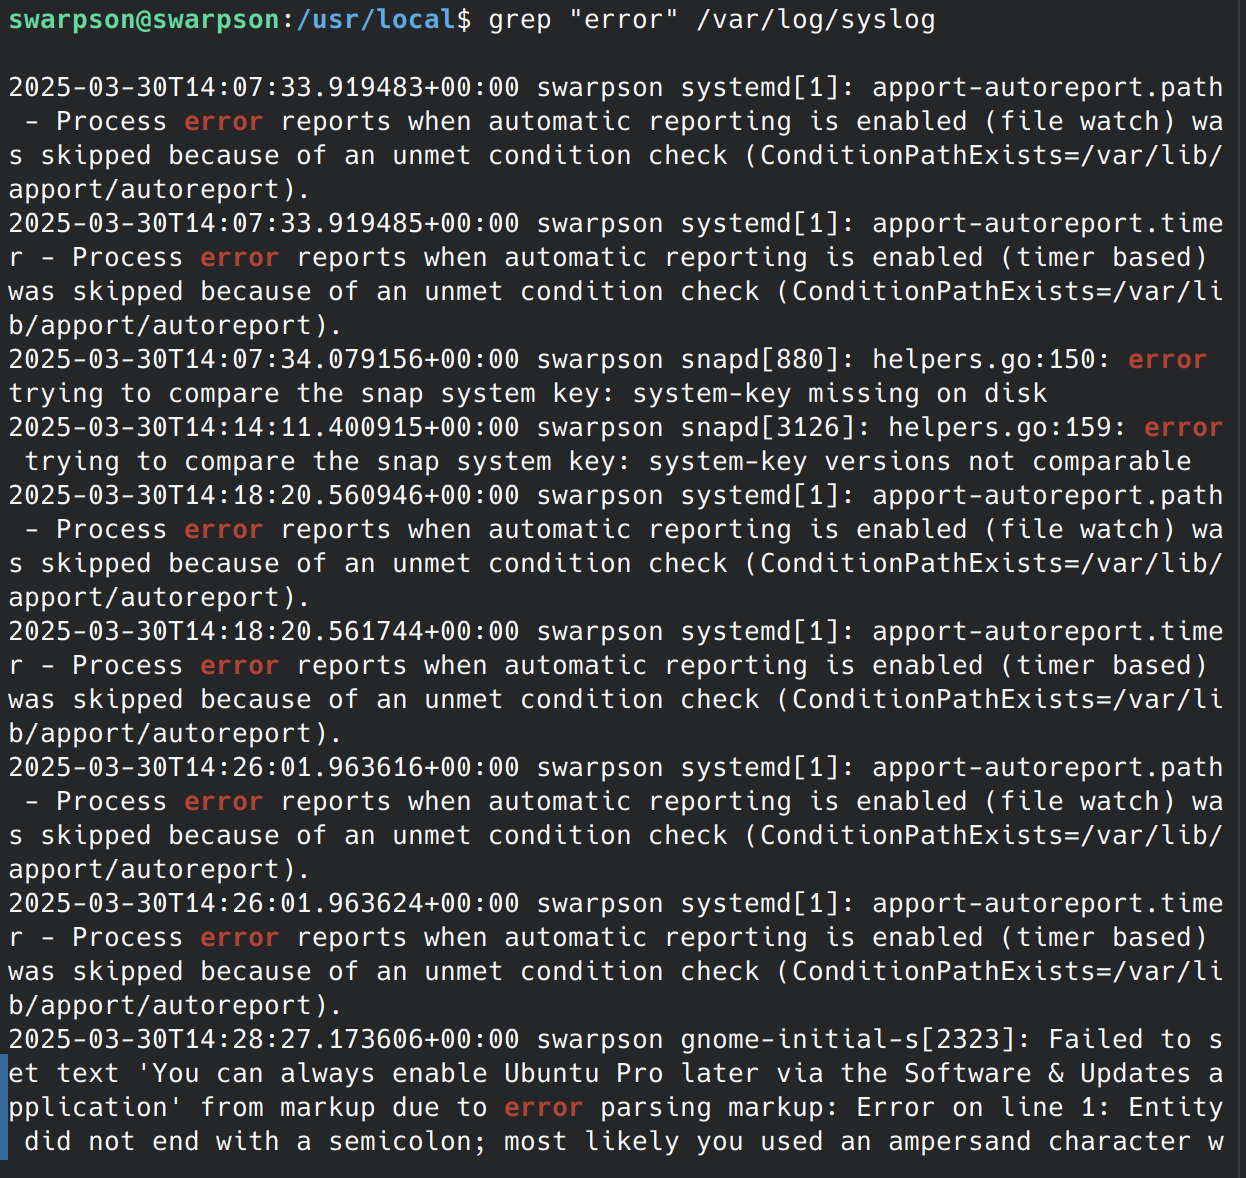 swarpson@swarpson:/usr/local$ grep "error" /var/log/syslog
2025-03-30T14:07:33.919483+00:00 swarpson systemd[1]: apport-autoreport.path
 - Process error reports when automatic reporting is enabled (file watch) wa
s skipped because of an unmet condition check (ConditionPathExists=/var/lib/
apport/autoreport).
2025-03-30T14:07:33.919485+00:00 swarpson systemd[1]: apport-autoreport.time
r - Process error reports when automatic reporting is enabled (timer based)
was skipped because of an unmet condition check (ConditionPathExists=/var/li
b/apport/autoreport).
2025-03-30T14:07:34.079156+00:00 swarpson snapd[880]: helpers.go:150: error
trying to compare the snap system key: system-key missing on disk
2025-03-30T14:14:11.400915+00:00 swarpson snapd[3126]: helpers.go:159: error
 trying to compare the snap system key: system-key versions not comparable
2025-03-30T14:18:20.560946+00:00 swarpson systemd[1]: apport-autoreport.path
 - Process error reports when automatic reporting is enabled (file watch) wa
s skipped because of an unmet condition check (ConditionPathExists=/var/lib/
apport/autoreport).
2025-03-30T14:18:20.561744+00:00 swarpson systemd[1]: apport-autoreport.time
r - Process error reports when automatic reporting is enabled (timer based)
was skipped because of an unmet condition check (ConditionPathExists=/var/li
b/apport/autoreport).
2025-03-30T14:26:01.963616+00:00 swarpson systemd[1]: apport-autoreport.path
 - Process error reports when automatic reporting is enabled (file watch) wa
s skipped because of an unmet condition check (ConditionPathExists=/var/lib/
apport/autoreport).
2025-03-30T14:26:01.963624+00:00 swarpson systemd[1]: apport-autoreport.time
r - Process error reports when automatic reporting is enabled (timer based)
was skipped because of an unmet condition check (ConditionPathExists=/var/li
b/apport/autoreport).
2025-03-30T14:28:27.173606+00:00 swarpson gnome-initial-s[2323]: Failed to s
et text 'You can always enable Ubuntu Pro later via the Software & Updates a
pplication' from markup due to error parsing markup: Error on line 1: Entity
 did not end with a semicolon; most likely you used an ampersand character w